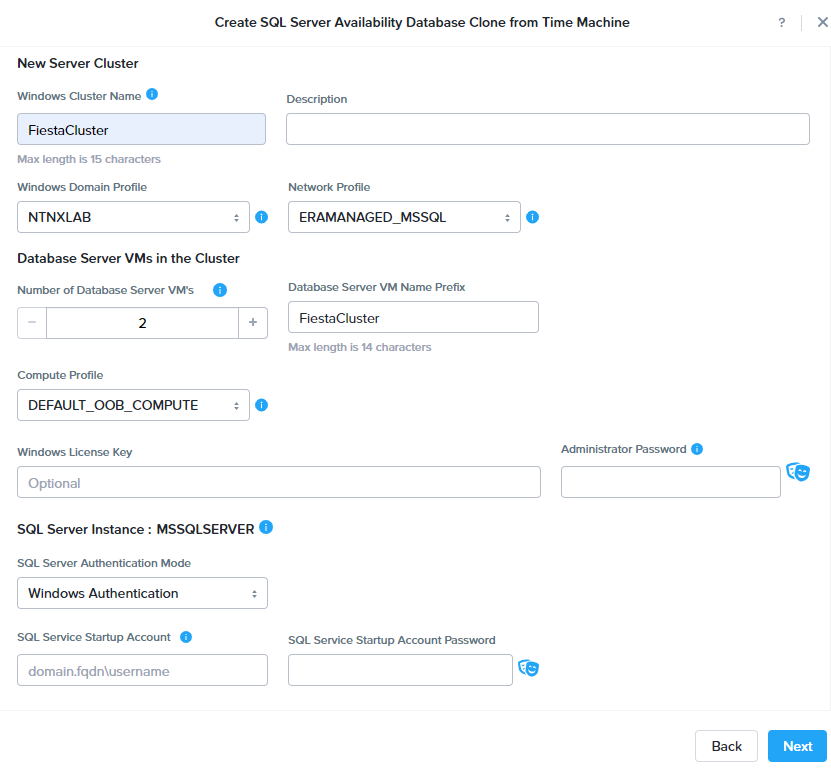 Create SQL Server Availability Database Clone from Time Machine
?
New Server Cluster
Windows Cluster Name
Description
FiestaCluster
Max length is 15 characters
Windows Domain Profile
Network Profile
NTNXLAB
ERAMANAGED_MSSQL
Database Server VMs in the Cluster
Number of Database Server VM's
Database Server VM Name Prefix
2
FiestaCluster
Max length is 14 characters
Compute Profile
DEFAULT_OOB_COMPUTE
Windows License Key
Administrator Password
Optional
SQL Server Instance : MSSQLSERVER
SQL Server Authentication Mode
Windows Authentication
SQL Service Startup Account
SQL Service Startup Account Password
domain.fqdn\username
Back
Next